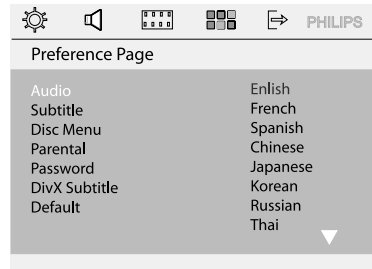 PHILIPS
Preference Page
Audio Enlish
Subtitle French
Disc Menu Spanish
Parental Chinese
Password Japanese
DivX Subtitle Korean
Default Russian
Thai